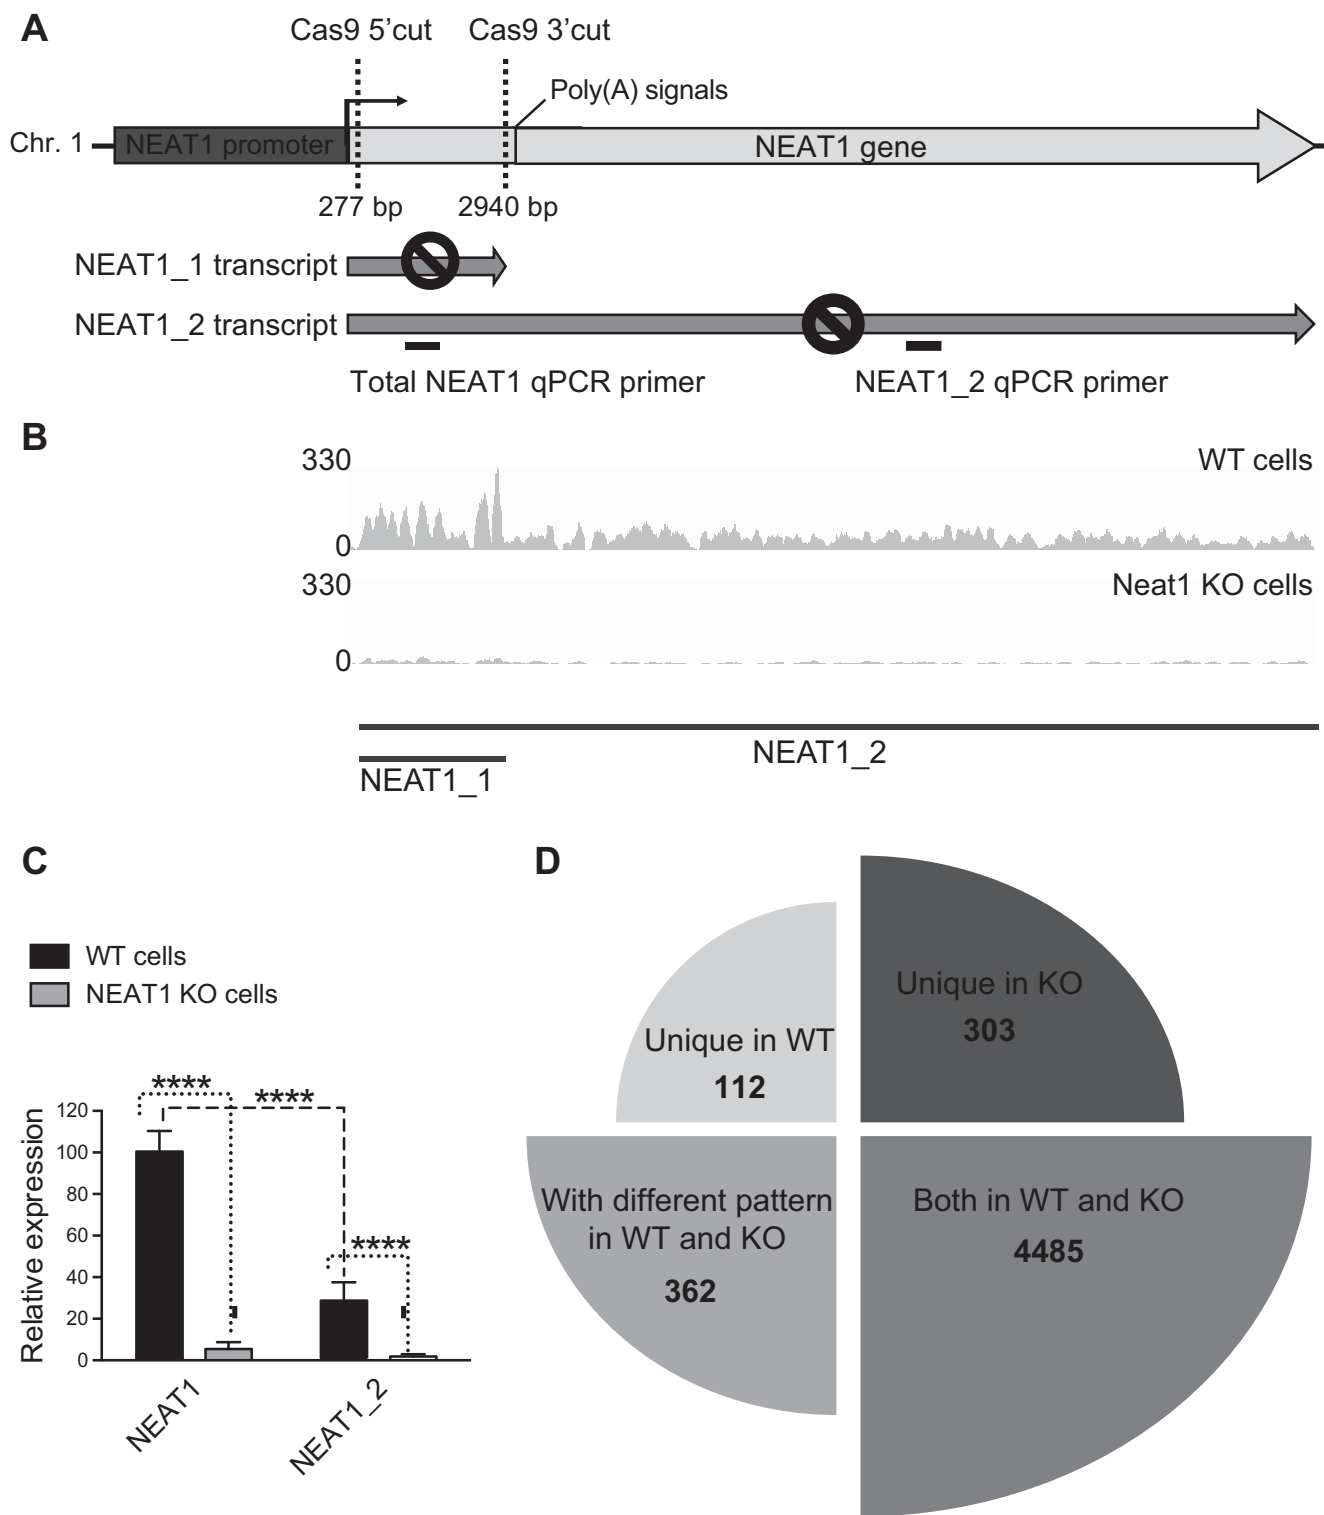 A
Cas9 5’cut Cas9 3’cut
Poly(A) signals
Chr. 1 NEAT1 promoter NEAT1 gene
277 bp 2940 bp
NEAT1_1 transcript
NEAT1_2 transcript
Total NEAT1 qPCR primer NEAT1_2 qPCR primer
B
330 WT cells
0
330 Neat1 KO cells
0
NEAT1_2
NEAT1_1
C
WT cells
NEAT1 KO cells
**** ****
****
Relative expression
120
100
80
60
40
20
0
NEAT1
NEAT1_2
D
Unique in WT
112
Unique in KO
303
With different pattern
in WT and KO
362
Both in WT and KO
4485